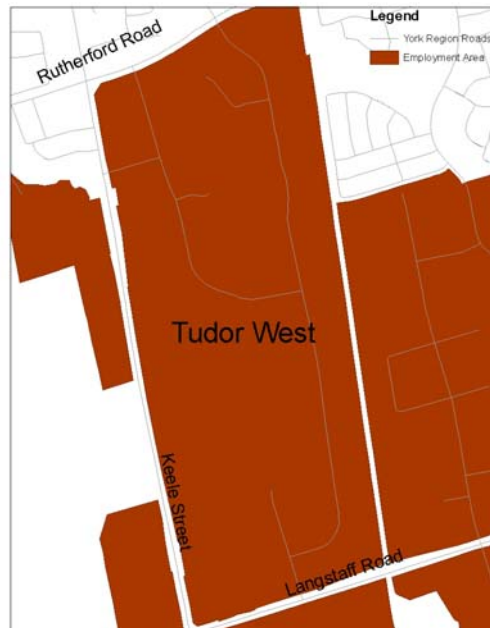 Legend
York Region Roads
Employment Area
Rutherford Road
Tudor West
Keele Street
Langstaff Road